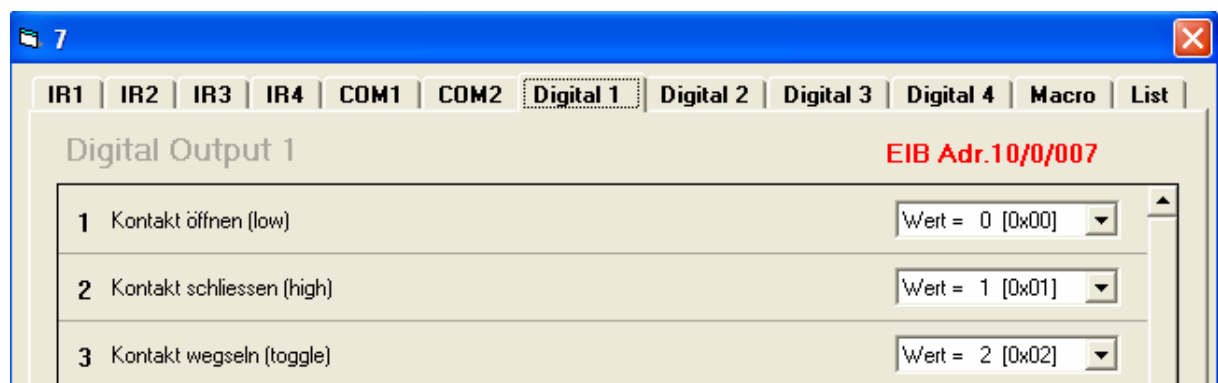 7
IR1 IR2 IR3 IR4 COM1 COM2 Digital 1 Digital 2 Digital 3 Digital 4 Macro List
Digital Output 1 EIB Adr.10/0/007
1 Kontakt öffnen (low) Wert = 0 [0x00]
2 Kontakt schliessen (high) Wert = 1 [0x01]
3 Kontakt wegseln (toggle) Wert = 2 [0x02]